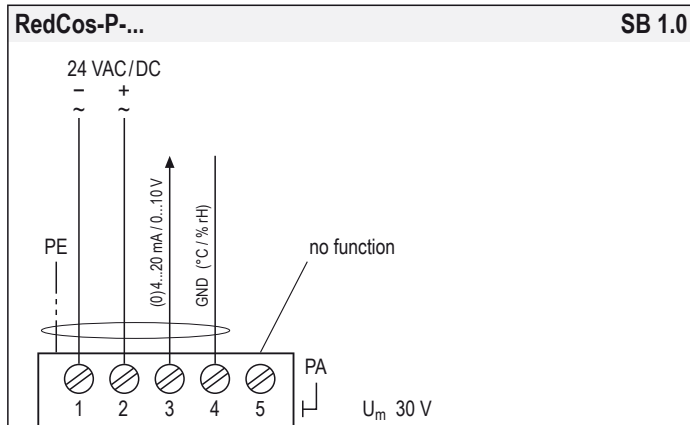 RedCos-P-... SB 1.0
24 VAC/DC
− +
~ ~
(0)4...20 mA / 0...10 V
GND (°C / % rH)
PE
no function
PA
1 2 3 4 5
Um 30 V